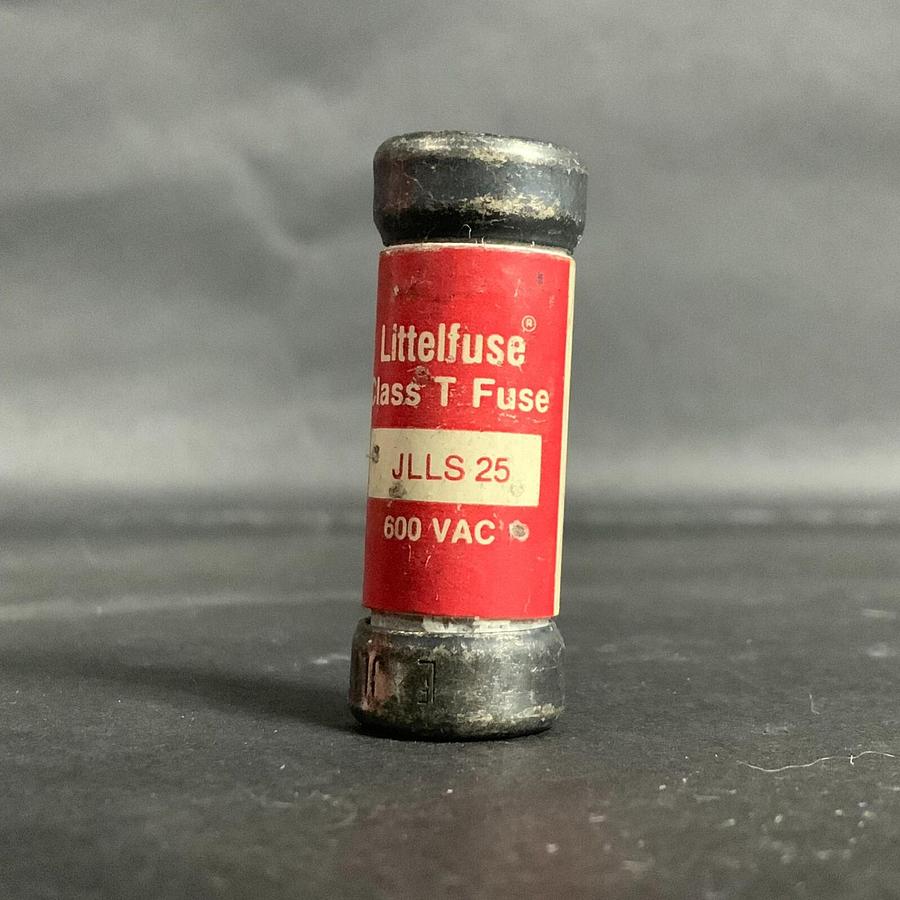 Littelfuse®
Class T Fuse
JLLS 25
600 VAC